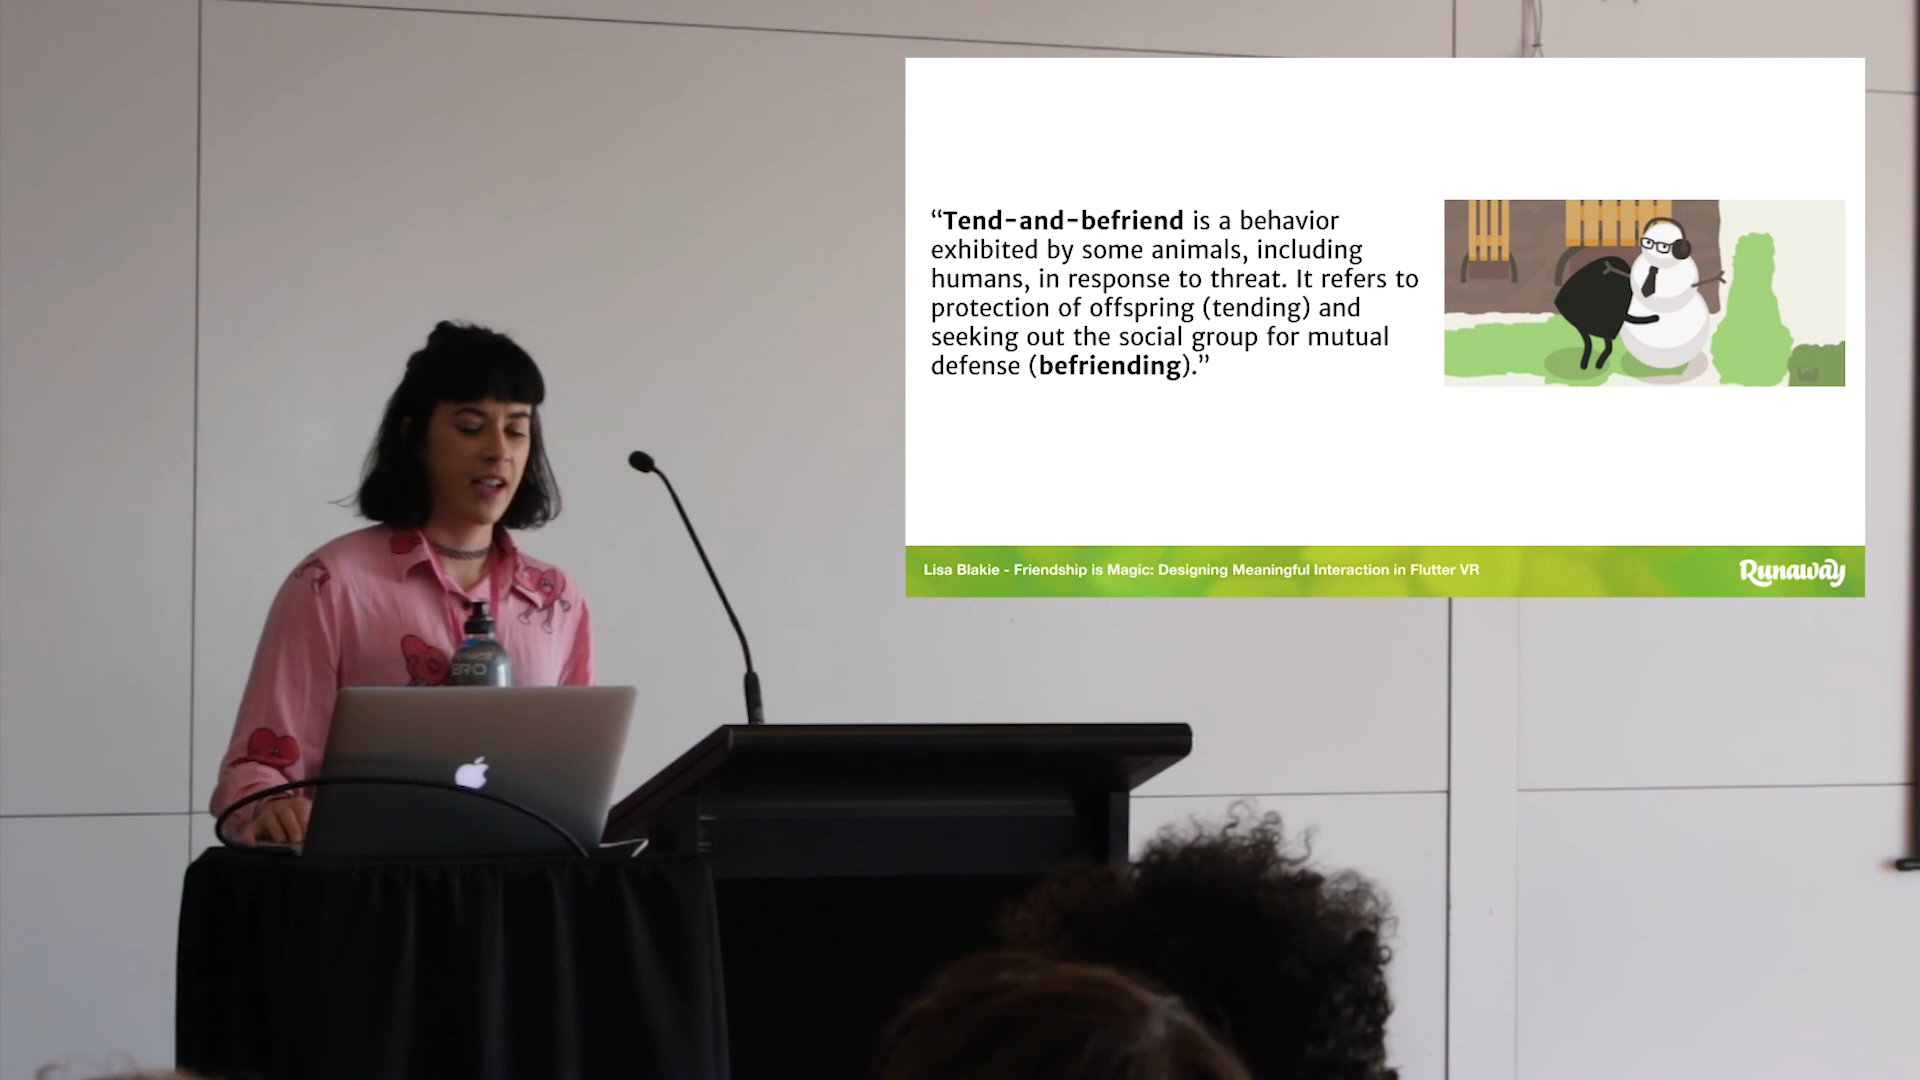 “Tend-and-befriend is a behavior
exhibited by some animals, including
humans, in response to threat. It refers to
protection of offspring (tending) and
seeking out the social group for mutual
defense (befriending).”
Lisa Blakie - Friendship is Magic: Designing Meaningful Interaction in Flutter VR
Runaway
ERO